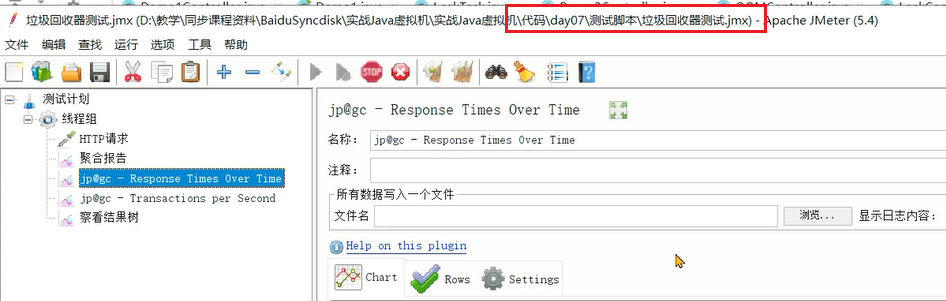 垃圾回收器测试.jmx (D:\教学\同步课程资料\BaiduSyncdisk\实战Java虚拟机\实战Java虚拟机\代码\day07\测试脚本\垃圾回收器测试.jmx) - Apache JMeter (5.4)
文件 编辑 查找 运行 选项 工具 帮助
STOP
测试计划
线程组
HTTP请求
聚合报告
jp@gc - Response Times Over Time
jp@gc - Transactions per Second
察看结果树
jp@gc - Response Times Over Time
名称： jp@gc - Response Times Over Time
注释：
所有数据写入一个文件
文件名 浏览... 显示日志内容：
Help on this plugin
Chart Rows Settings